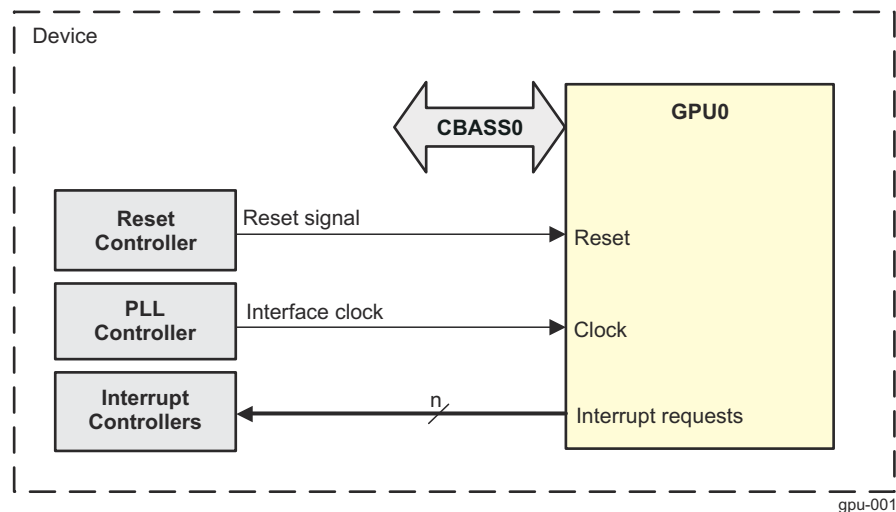 Device
CBASS0
GPU0
Reset
Controller
Reset signal
Reset
PLL
Controller
Interface clock
Clock
Interrupt
Controllers
n
Interrupt requests
gpu-001